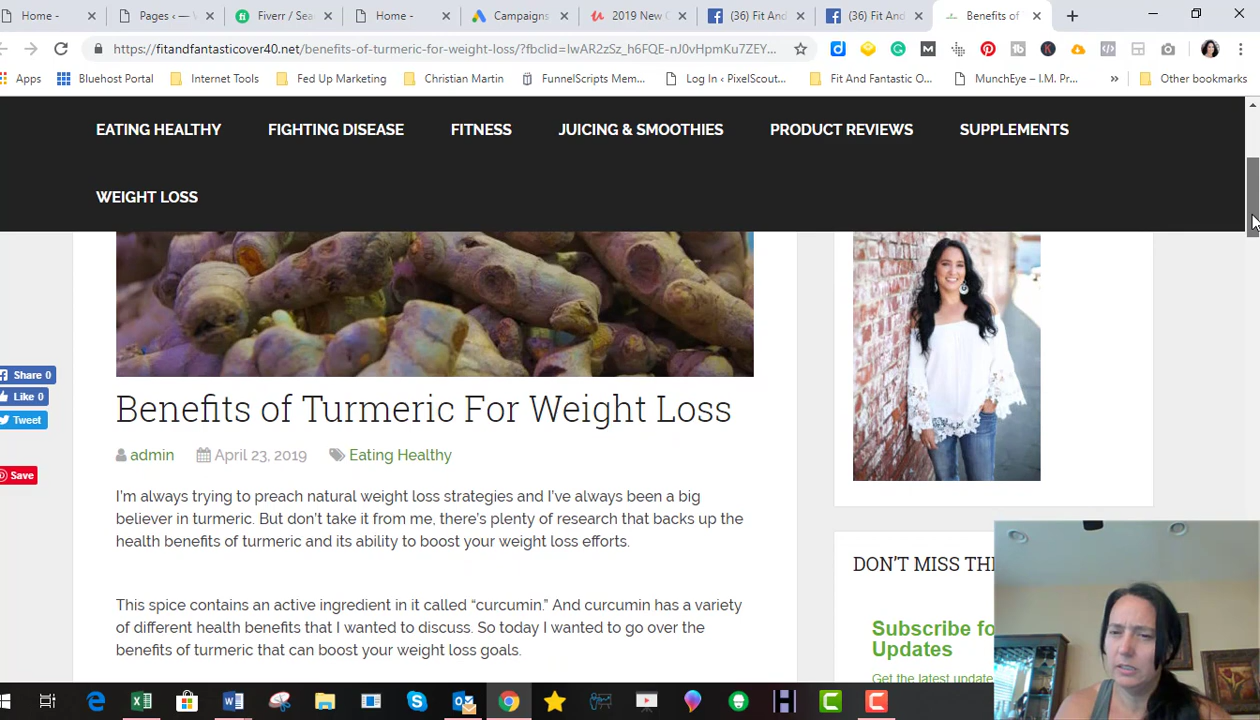 Home -
Pages ‹ — W
Fiverr / Sea
Home -
Campaigns
2019 New C
(36) Fit And
(36) Fit And
Benefits of
https://fitandfantasticover40.net/benefits-of-turmeric-for-weight-loss/?fbclid=IwAR2zSz_h6FQE-nJ0vHpmKu7ZEY...
Apps
Bluehost Portal
Internet Tools
Fed Up Marketing
Christian Martin
FunnelScripts Mem...
Log In ‹ PixelScout...
Fit And Fantastic O...
MunchEye – I.M. Pr...
»
Other bookmarks
EATING HEALTHY
FIGHTING DISEASE
FITNESS
JUICING & SMOOTHIES
PRODUCT REVIEWS
SUPPLEMENTS
WEIGHT LOSS
Share 0
Like 0
Tweet
Save
Benefits of Turmeric For Weight Loss
admin
April 23, 2019
Eating Healthy
I'm always trying to preach natural weight loss strategies and I've always been a big
believer in turmeric. But don't take it from me, there's plenty of research that backs up the
health benefits of turmeric and its ability to boost your weight loss efforts.
This spice contains an active ingredient in it called "curcumin." And curcumin has a variety
of different health benefits that I wanted to discuss. So today I wanted to go over the
benefits of turmeric that can boost your weight loss goals.
DON'T MISS THE
Subscribe fo
Updates
Get the latest update